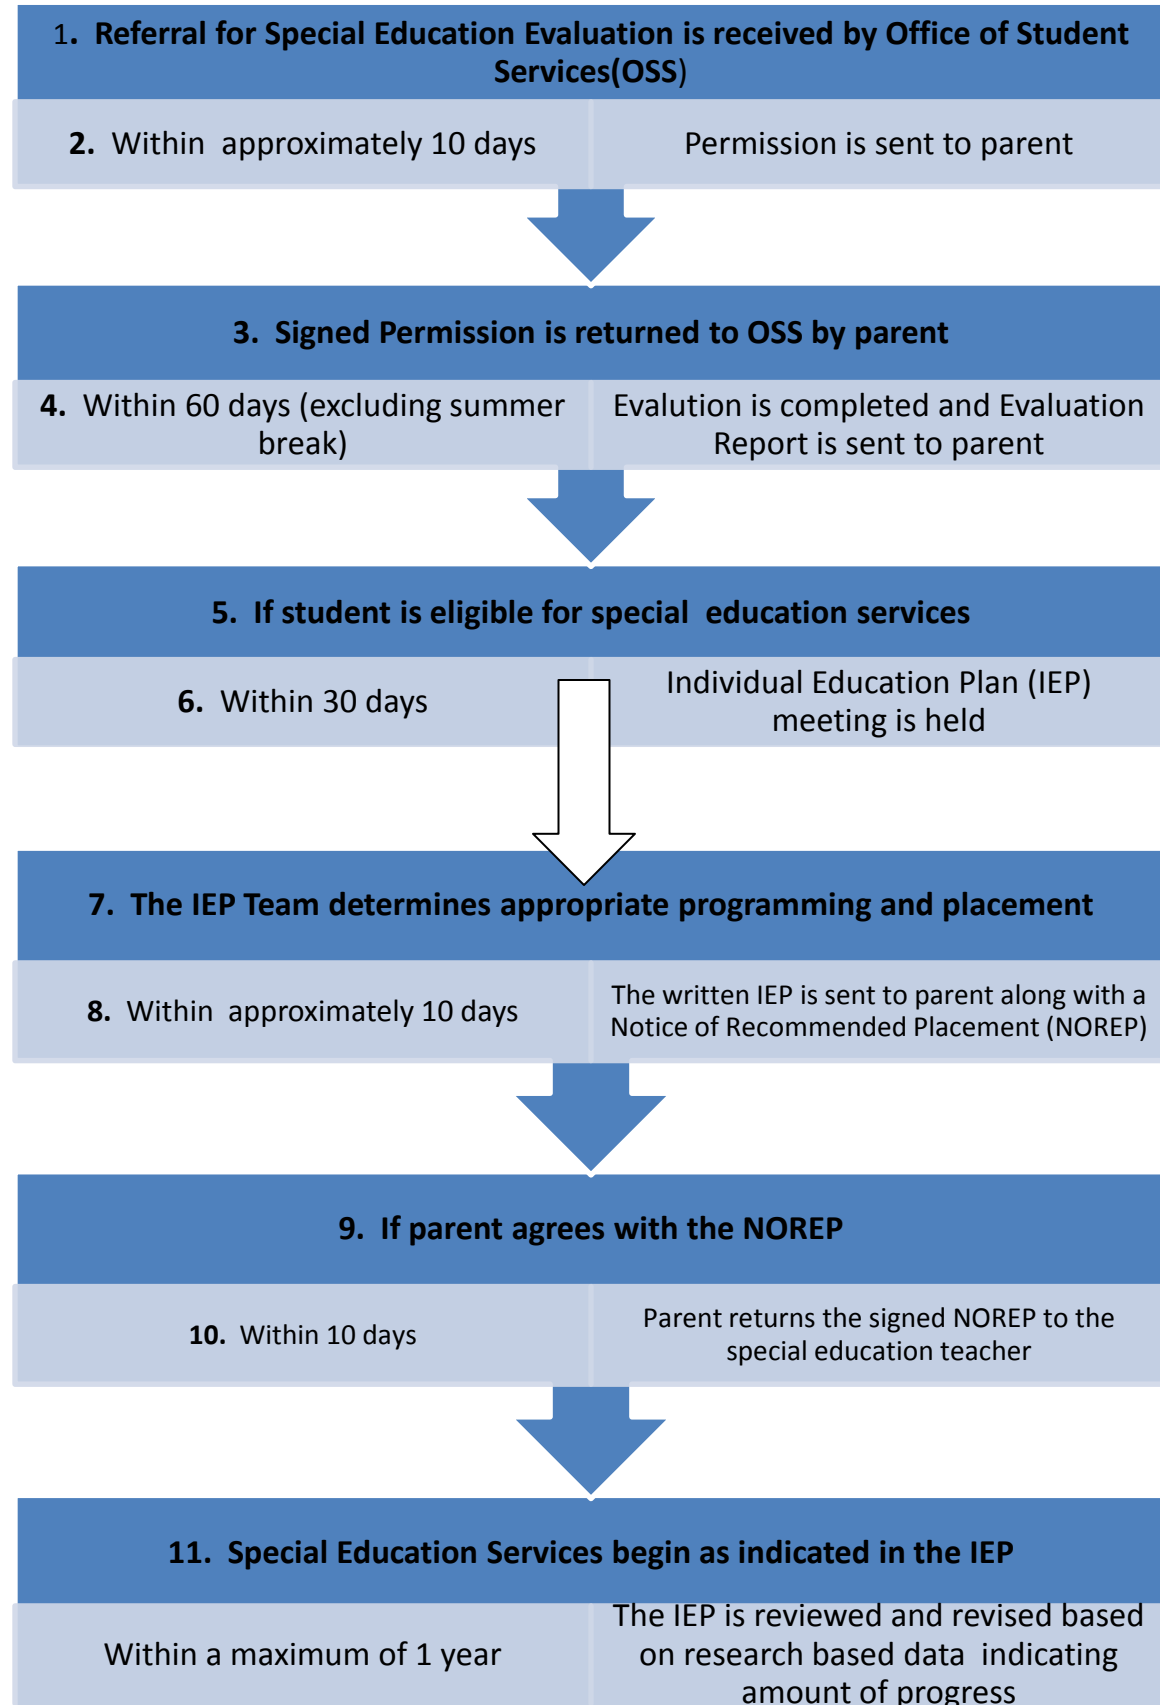 1. Referral for Special Education Evaluation is received by Office of Student
Services(OSS)
2. Within approximately 10 days
Permission is sent to parent
3. Signed Permission is returned to OSS by parent
4. Within 60 days (excluding summer
break)
Evalution is completed and Evaluation
Report is sent to parent
5. If student is eligible for special education services
6. Within 30 days
Individual Education Plan (IEP)
meeting is held
7. The IEP Team determines appropriate programming and placement
8. Within approximately 10 days
The written IEP is sent to parent along with a
Notice of Recommended Placement (NOREP)
9. If parent agrees with the NOREP
10. Within 10 days
Parent returns the signed NOREP to the
special education teacher
11. Special Education Services begin as indicated in the IEP
Within a maximum of 1 year
The IEP is reviewed and revised based
on research based data indicating
amount of progress